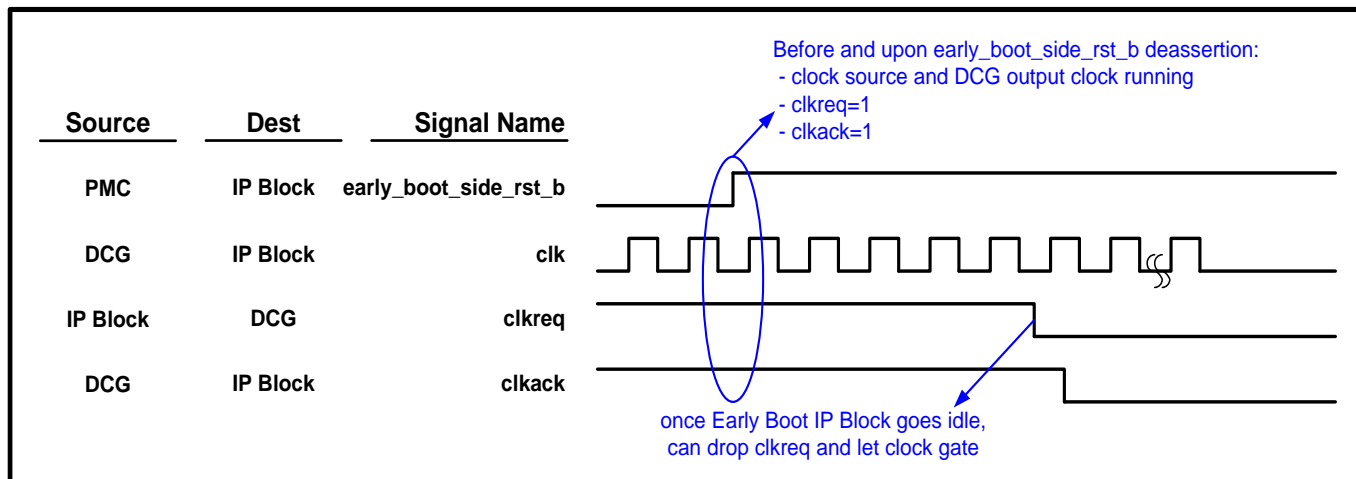 Before and upon early_boot_side_rst_b deassertion:
- clock source and DCG output clock running
- clkreq=1
- clkack=1
Source Dest Signal Name
PMC IP Block early_boot_side_rst_b
DCG IP Block clk
IP Block DCG clkreq
DCG IP Block clkack
once Early Boot IP Block goes idle,
can drop clkreq and let clock gate